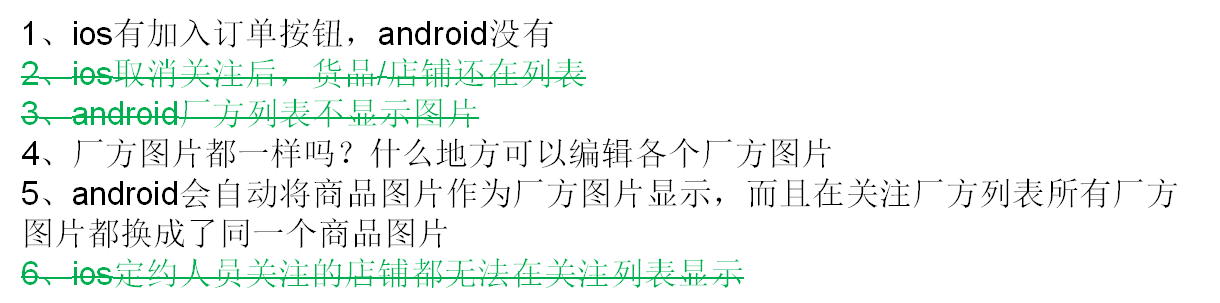 1、ios有加入订单按钮，android没有
2、ios取消关注后，货品/店铺还在列表
3、android厂方列表不显示图片
4、厂方图片都一样吗？什么地方可以编辑各个厂方图片
5、android会自动将商品图片作为厂方图片显示，而且在关注厂方列表所有厂方
图片都换成了同一个商品图片
6、ios定约人员关注的店铺都无法在关注列表显示